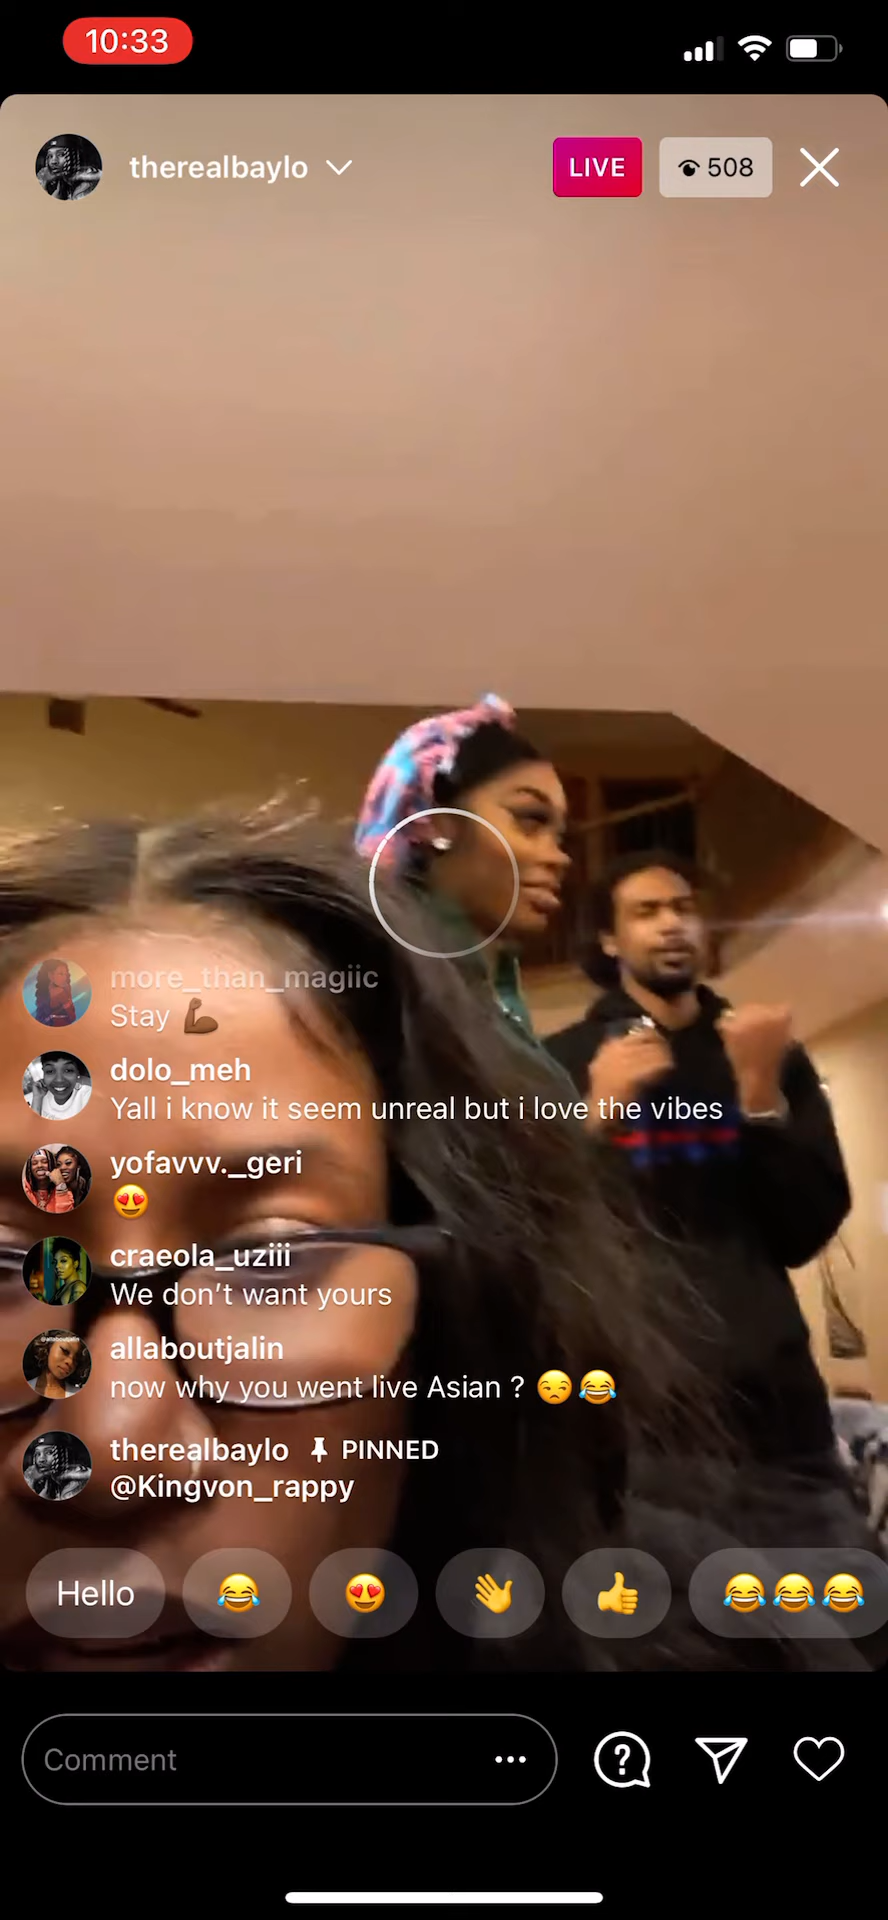 10:33
therealbaylo
LIVE
508
more_than_magiic
Stay 💪🏾
dolo_meh
Yall i know it seem unreal but i love the vibes
yofavvv._geri
😍
craeola_uziii
We don't want yours
allaboutjalin
now why you went live Asian ? 😒😂
therealbaylo 📌 PINNED
@Kingvon_rappy
Hello 😂 😍 👋 👍 😂😂😂
Comment